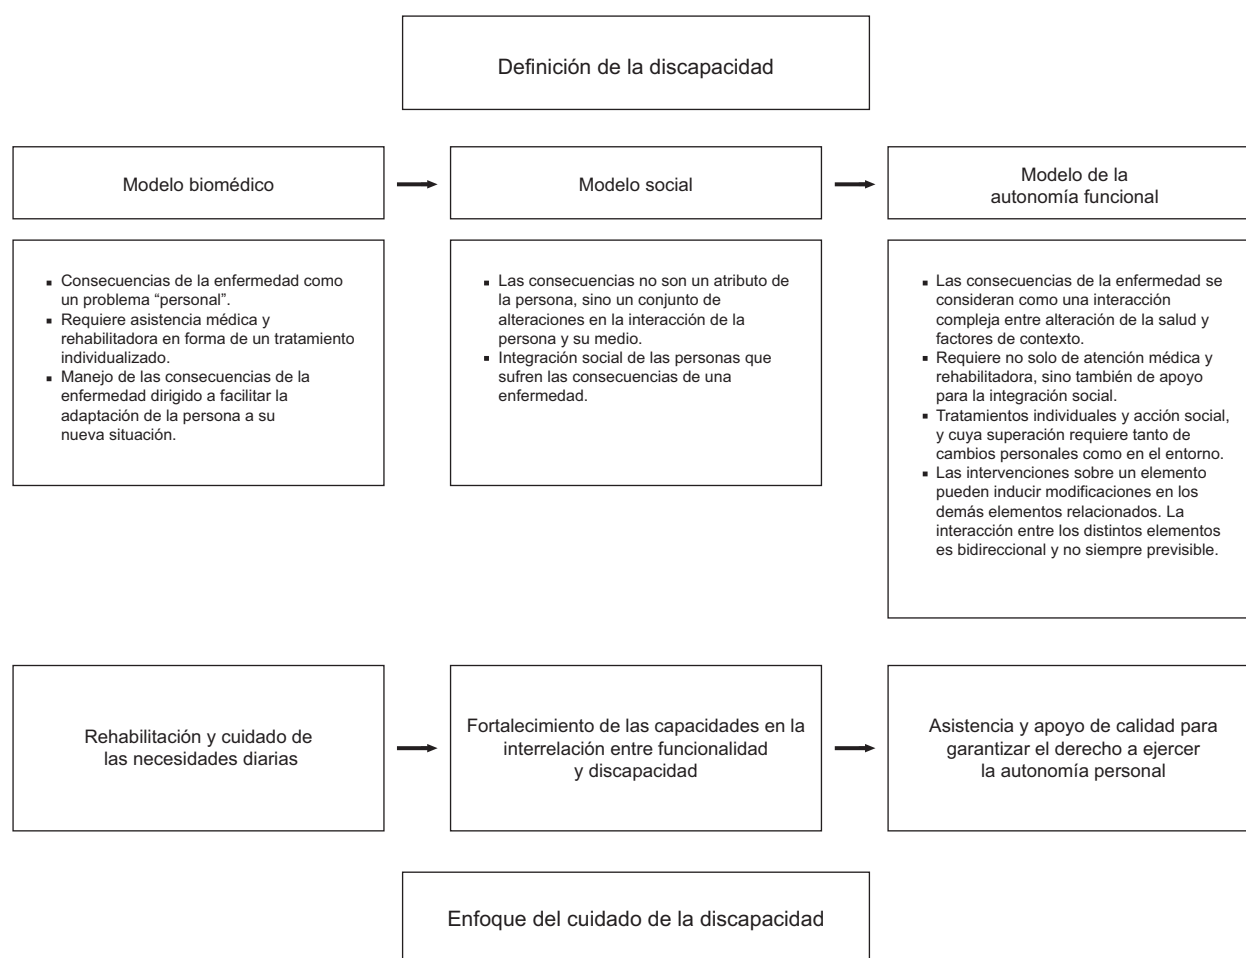 Definición de la discapacidad
Modelo biomédico
Modelo social
Modelo de la
autonomía funcional
▪ Consecuencias de la enfermedad como
un problema “personal”.
▪ Requiere asistencia médica y
rehabilitadora en forma de un tratamiento
individualizado.
▪ Manejo de las consecuencias de la
enfermedad dirigido a facilitar la
adaptación de la persona a su
nueva situación.
▪ Las consecuencias no son un atributo de
la persona, sino un conjunto de
alteraciones en la interacción de la
persona y su medio.
▪ Integración social de las personas que
sufren las consecuencias de una
enfermedad.
▪ Las consecuencias de la enfermedad se
consideran como una interacción
compleja entre alteración de la salud y
factores de contexto.
▪ Requiere no solo de atención médica y
rehabilitadora, sino también de apoyo
para la integración social.
▪ Tratamientos individuales y acción social,
y cuya superación requiere tanto de
cambios personales como en el entorno.
▪ Las intervenciones sobre un elemento
pueden inducir modificaciones en los
demás elementos relacionados. La
interacción entre los distintos elementos
es bidireccional y no siempre previsible.
Rehabilitación y cuidado de
las necesidades diarias
Fortalecimiento de las capacidades en la
interrelación entre funcionalidad
y discapacidad
Asistencia y apoyo de calidad para
garantizar el derecho a ejercer
la autonomía personal
Enfoque del cuidado de la discapacidad